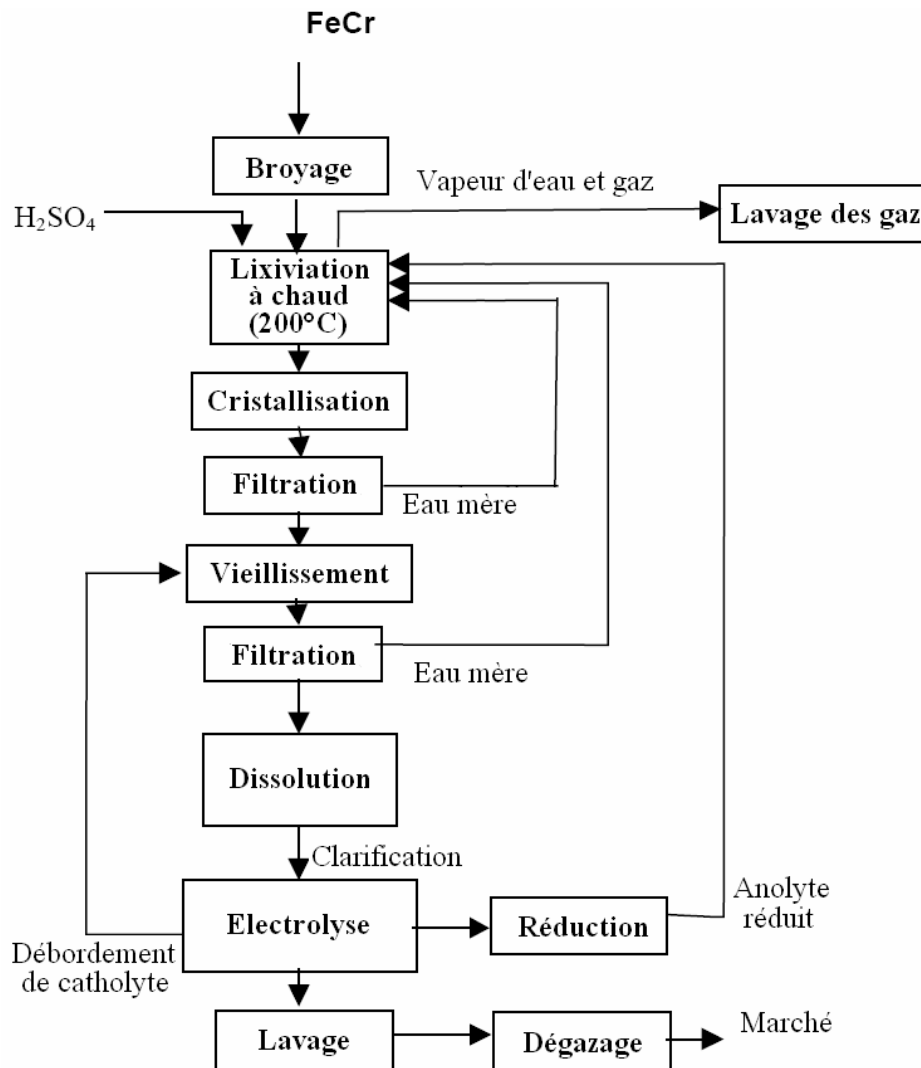 FeCr
Broyage
Vapeur d'eau et gaz
Lavage des gaz
H₂SO₄
Lixiviation
à chaud
(200°C)
Cristallisation
Filtration
Eau mère
Vieillissement
Filtration
Eau mère
Dissolution
Clarification
Electrolyse
Réduction
Anolyte
réduit
Débordement
de catholyte
Lavage
Dégazage
Marché